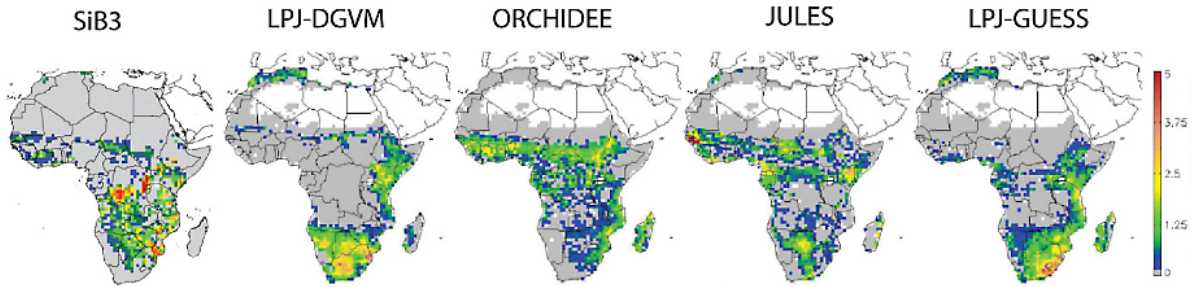 SiB3
LPJ-DGVM
ORCHIDEE
JULES
LPJ-GUESS
5
3.75
2.5
1.25
0